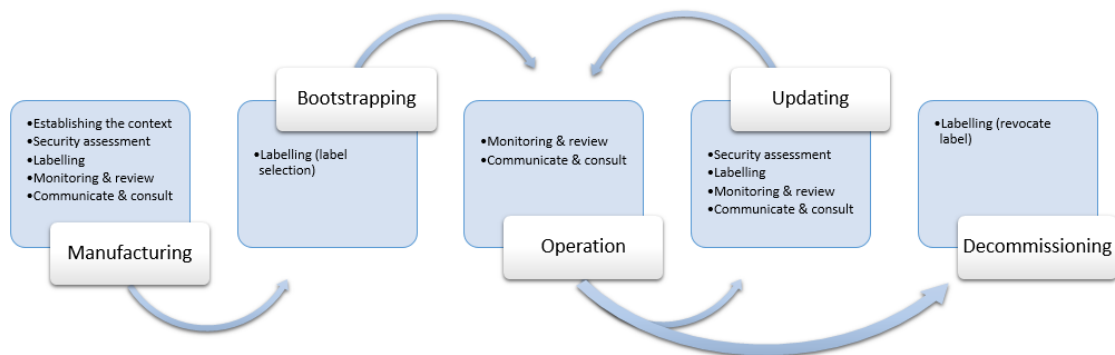 •Establishing the context
•Security assessment
•Labelling
•Monitoring & review
•Communicate & consult
Manufacturing
Bootstrapping
•Labelling (label
selection)
•Monitoring & review
•Communicate & consult
Operation
Updating
•Security assessment
•Labelling
•Monitoring & review
•Communicate & consult
•Labelling (revocate
label)
Decommissioning